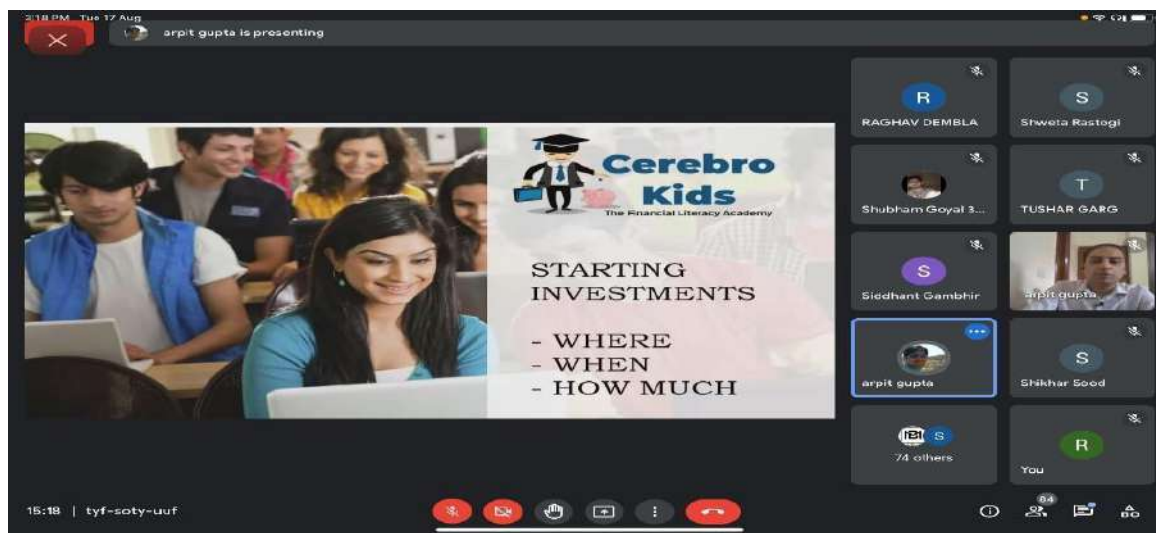 2:18 PM Tue 17 Aug
arpit gupta is presenting
Cerebro
Kids
The Financial Literacy Academy
STARTING
INVESTMENTS
- WHERE
- WHEN
- HOW MUCH
R
RAGHAV DEMBLA
S
Shweta Rastogi
Shubham Goyal 3...
T
TUSHAR GARG
S
Siddhant Gambhir
arpit gupta
arpit gupta
S
Shikhar Sood
S
74 others
R
You
15:18 | tyf-soty-uuf
84